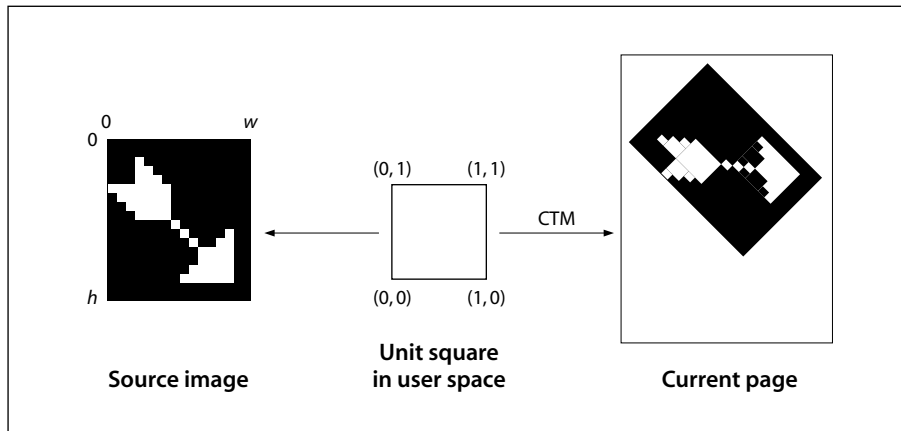 0
w
0
h
(0, 1)
(1, 1)
(0, 0)
(1, 0)
CTM
Source image
Unit square
in user space
Current page